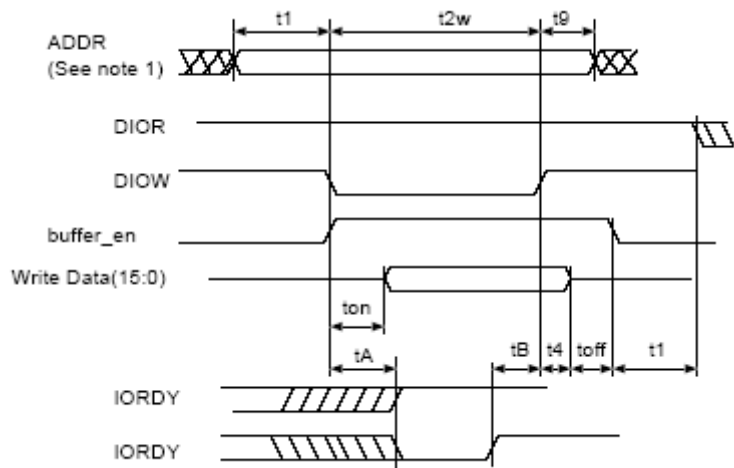 t1 t2w t9
ADDR
(See note 1)
DIOR
DIOW
buffer_en
Write Data(15:0)
ton
tA tB t4 toff t1
IORDY
IORDY